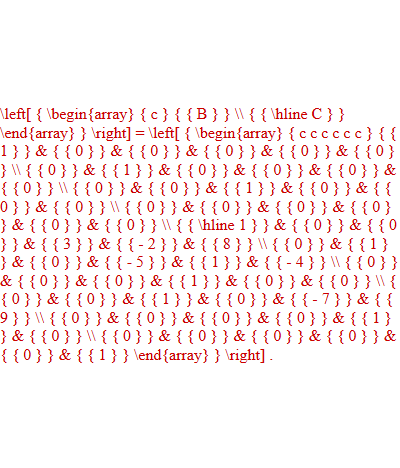 \left[ { \begin{array} { c } { { B } } \\ { { \hline C } }
\end{array} } \right] = \left[ { \begin{array} { c c c c c c } { {
1 } } & { { 0 } } & { { 0 } } & { { 0 } } & { { 0 } } & { { 0 }
} \\ { { 0 } } & { { 1 } } & { { 0 } } & { { 0 } } & { { 0 } } &
{ { 0 } } \\ { { 0 } } & { { 0 } } & { { 1 } } & { { 0 } } & { {
0 } } & { { 0 } } \\ { { 0 } } & { { 0 } } & { { 0 } } & { { 0 }
} & { { 0 } } & { { 0 } } \\ { { \hline 1 } } & { { 0 } } & { { 0
} } & { { 3 } } & { { - 2 } } & { { 8 } } \\ { { 0 } } & { { 1 }
} & { { 0 } } & { { - 5 } } & { { 1 } } & { { - 4 } } \\ { { 0 } }
& { { 0 } } & { { 0 } } & { { 1 } } & { { 0 } } & { { 0 } } \\ {
{ 0 } } & { { 0 } } & { { 1 } } & { { 0 } } & { { - 7 } } & { {
9 } } \\ { { 0 } } & { { 0 } } & { { 0 } } & { { 0 } } & { { 1 }
} & { { 0 } } \\ { { 0 } } & { { 0 } } & { { 0 } } & { { 0 } } &
{ { 0 } } & { { 1 } } \end{array} } \right] .